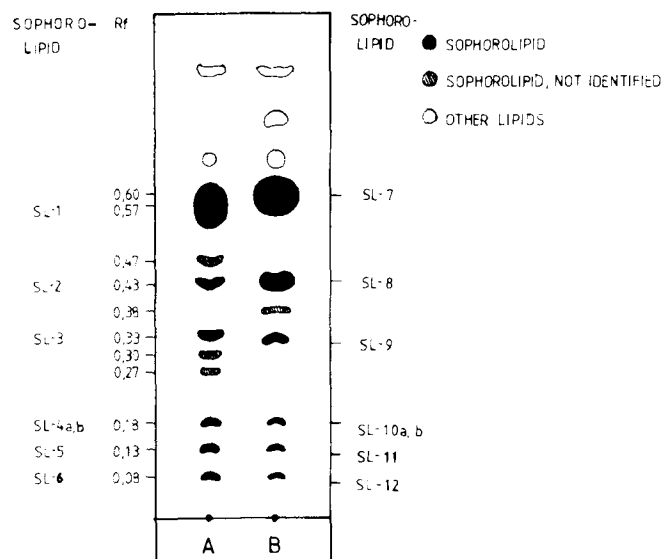 SOPHORO-
LIPID
Rf
SOPHORO-
LIPID
SOPHOROLIPID
SOPHOROLIPID, NOT IDENTIFIED
OTHER LIPIDS
0,60
SL-1 0,57
0,47
SL-2 0,43
0,38
SL-3 0,33
0,30
0,27
SL-4a,b 0,18
SL-5 0,13
SL-6 0,08
SL-7
SL-8
SL-9
SL-10a, b
SL-11
SL-12
A B